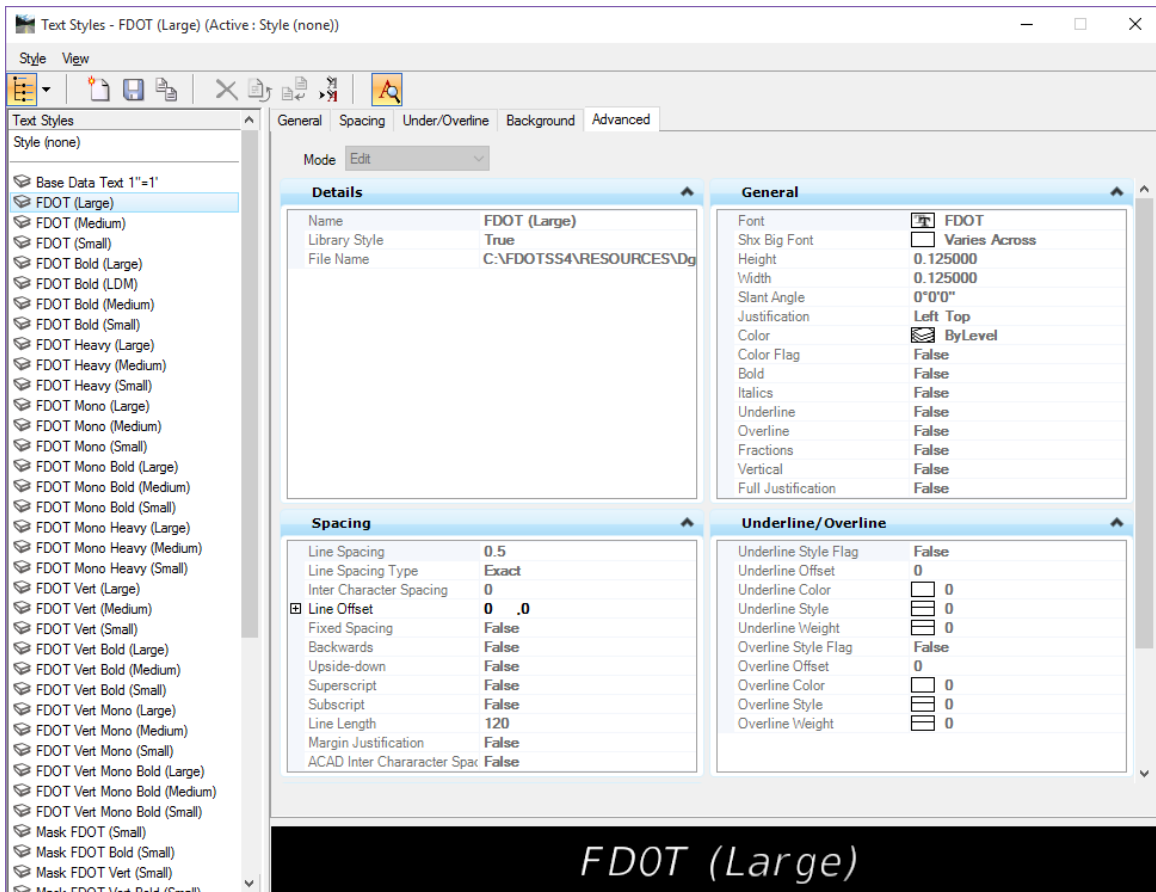 Text Styles - FDOT (Large) (Active : Style (none))
Style View
Text Styles
Style (none)
Base Data Text 1"=1'
FDOT (Large)
FDOT (Medium)
FDOT (Small)
FDOT Bold (Large)
FDOT Bold (LDM)
FDOT Bold (Medium)
FDOT Bold (Small)
FDOT Heavy (Large)
FDOT Heavy (Medium)
FDOT Heavy (Small)
FDOT Mono (Large)
FDOT Mono (Medium)
FDOT Mono (Small)
FDOT Mono Bold (Large)
FDOT Mono Bold (Medium)
FDOT Mono Bold (Small)
FDOT Mono Heavy (Large)
FDOT Mono Heavy (Medium)
FDOT Mono Heavy (Small)
FDOT Vert (Large)
FDOT Vert (Medium)
FDOT Vert (Small)
FDOT Vert Bold (Large)
FDOT Vert Bold (Medium)
FDOT Vert Bold (Small)
FDOT Vert Mono (Large)
FDOT Vert Mono (Medium)
FDOT Vert Mono (Small)
FDOT Vert Mono Bold (Large)
FDOT Vert Mono Bold (Medium)
FDOT Vert Mono Bold (Small)
Mask FDOT (Small)
Mask FDOT Bold (Small)
Mask FDOT Vert (Small)
Mask FDOT Vert Bold (Small)
General Spacing Under/Overline Background Advanced
Mode Edit
Details
Name FDOT (Large)
Library Style True
File Name C:\FDOTSS4\RESOURCES\Dg
General
Font FDOT
Shx Big Font Varies Across
Height 0.125000
Width 0.125000
Slant Angle 0°0'0"
Justification Left Top
Color ByLevel
Color Flag False
Bold False
Italics False
Underline False
Overline False
Fractions False
Vertical False
Full Justification False
Spacing
Line Spacing 0.5
Line Spacing Type Exact
Inter Character Spacing 0
Line Offset 0 .0
Fixed Spacing False
Backwards False
Upside-down False
Superscript False
Subscript False
Line Length 120
Margin Justification False
ACAD Inter Chararacter Spac False
Underline/Overline
Underline Style Flag False
Underline Offset 0
Underline Color 0
Underline Style 0
Underline Weight 0
Overline Style Flag False
Overline Offset 0
Overline Color 0
Overline Style 0
Overline Weight 0
FDOT (Large)